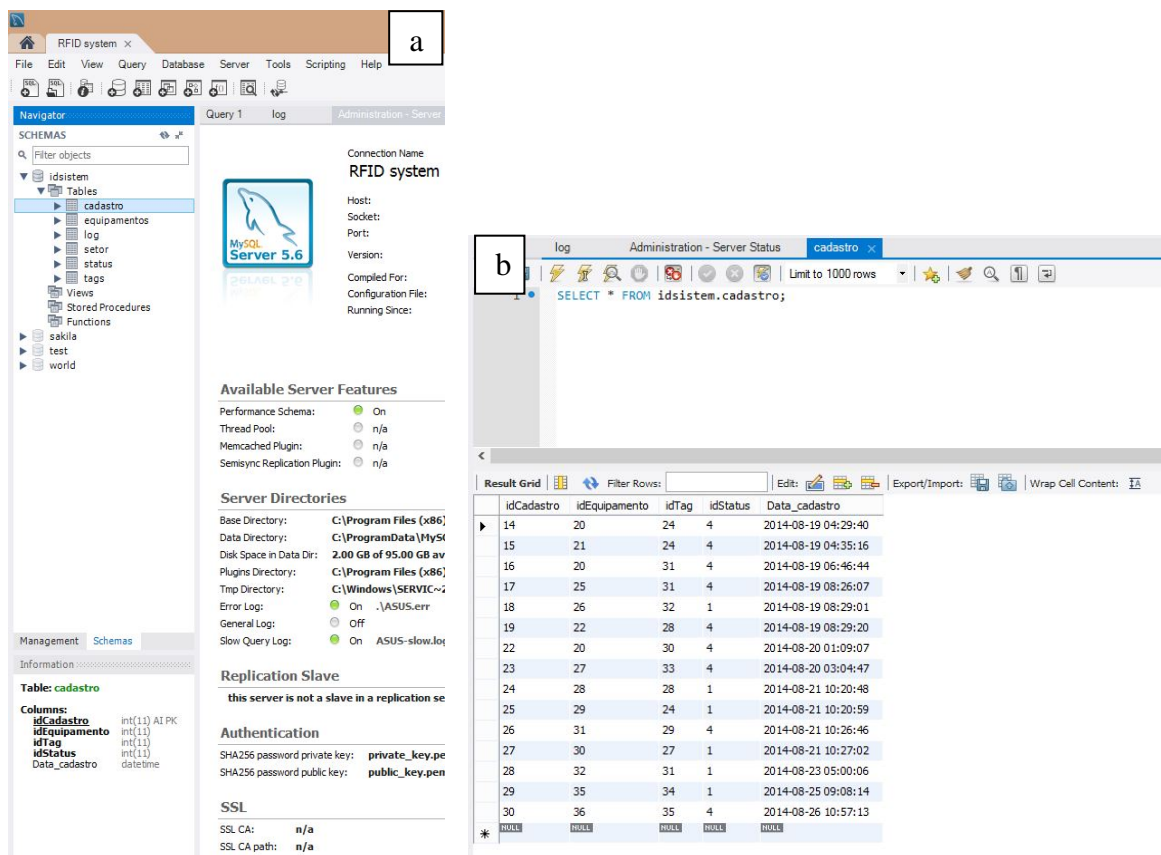 a
RFID system
File Edit View Query Database Server Tools Scripting Help
Navigator
SCHEMAS
Filter objects
idsistem
Tables
cadastro
equipamentos
log
setor
status
tags
Views
Stored Procedures
Functions
sakila
test
world
Management Schemas
Information
Table: cadastro
Columns:
idCadastro int(11) AI PK
idEquipamento int(11)
idTag int(11)
idStatus int(11)
Data_cadastro datetime
Query 1 log Administration - Server
MySQL
Server 5.6
Connection Name
RFID system
Host:
Socket:
Port:
Version:
Compiled For:
Configuration File:
Running Since:
Available Server Features
Performance Schema: On
Thread Pool: n/a
Memcached Plugin: n/a
Semisync Replication Plugin: n/a
Server Directories
Base Directory: C:\Program Files (x86)
Data Directory: C:\ProgramData\MySQ
Disk Space in Data Dir: 2.00 GB of 95.00 GB av
Plugins Directory: C:\Program Files (x86)
Tmp Directory: C:\Windows\SERVIC~2
Error Log: On .\ASUS.err
General Log: Off
Slow Query Log: On ASUS-slow.log
Replication Slave
this server is not a slave in a replication se
Authentication
SHA256 password private key: private_key.pe
SHA256 password public key: public_key.pem
SSL
SSL CA: n/a
SSL CA path: n/a
b
log Administration - Server Status cadastro
Limit to 1000 rows
1 SELECT * FROM idsistem.cadastro;
Result Grid Filter Rows: Edit: Export/Import: Wrap Cell Content:
idCadastro idEquipamento idTag idStatus Data_cadastro
14 20 24 4 2014-08-19 04:29:40
15 21 24 4 2014-08-19 04:35:16
16 20 31 4 2014-08-19 06:46:44
17 25 31 4 2014-08-19 08:26:07
18 26 32 1 2014-08-19 08:29:01
19 22 28 4 2014-08-19 08:29:20
22 20 30 4 2014-08-20 01:09:07
23 27 33 4 2014-08-20 03:04:47
24 28 28 1 2014-08-21 10:20:48
25 29 24 1 2014-08-21 10:20:59
26 31 29 4 2014-08-21 10:26:46
27 30 27 1 2014-08-21 10:27:02
28 32 31 1 2014-08-23 05:00:06
29 35 34 1 2014-08-25 09:08:14
30 36 35 4 2014-08-26 10:57:13
NULL NULL NULL NULL NULL